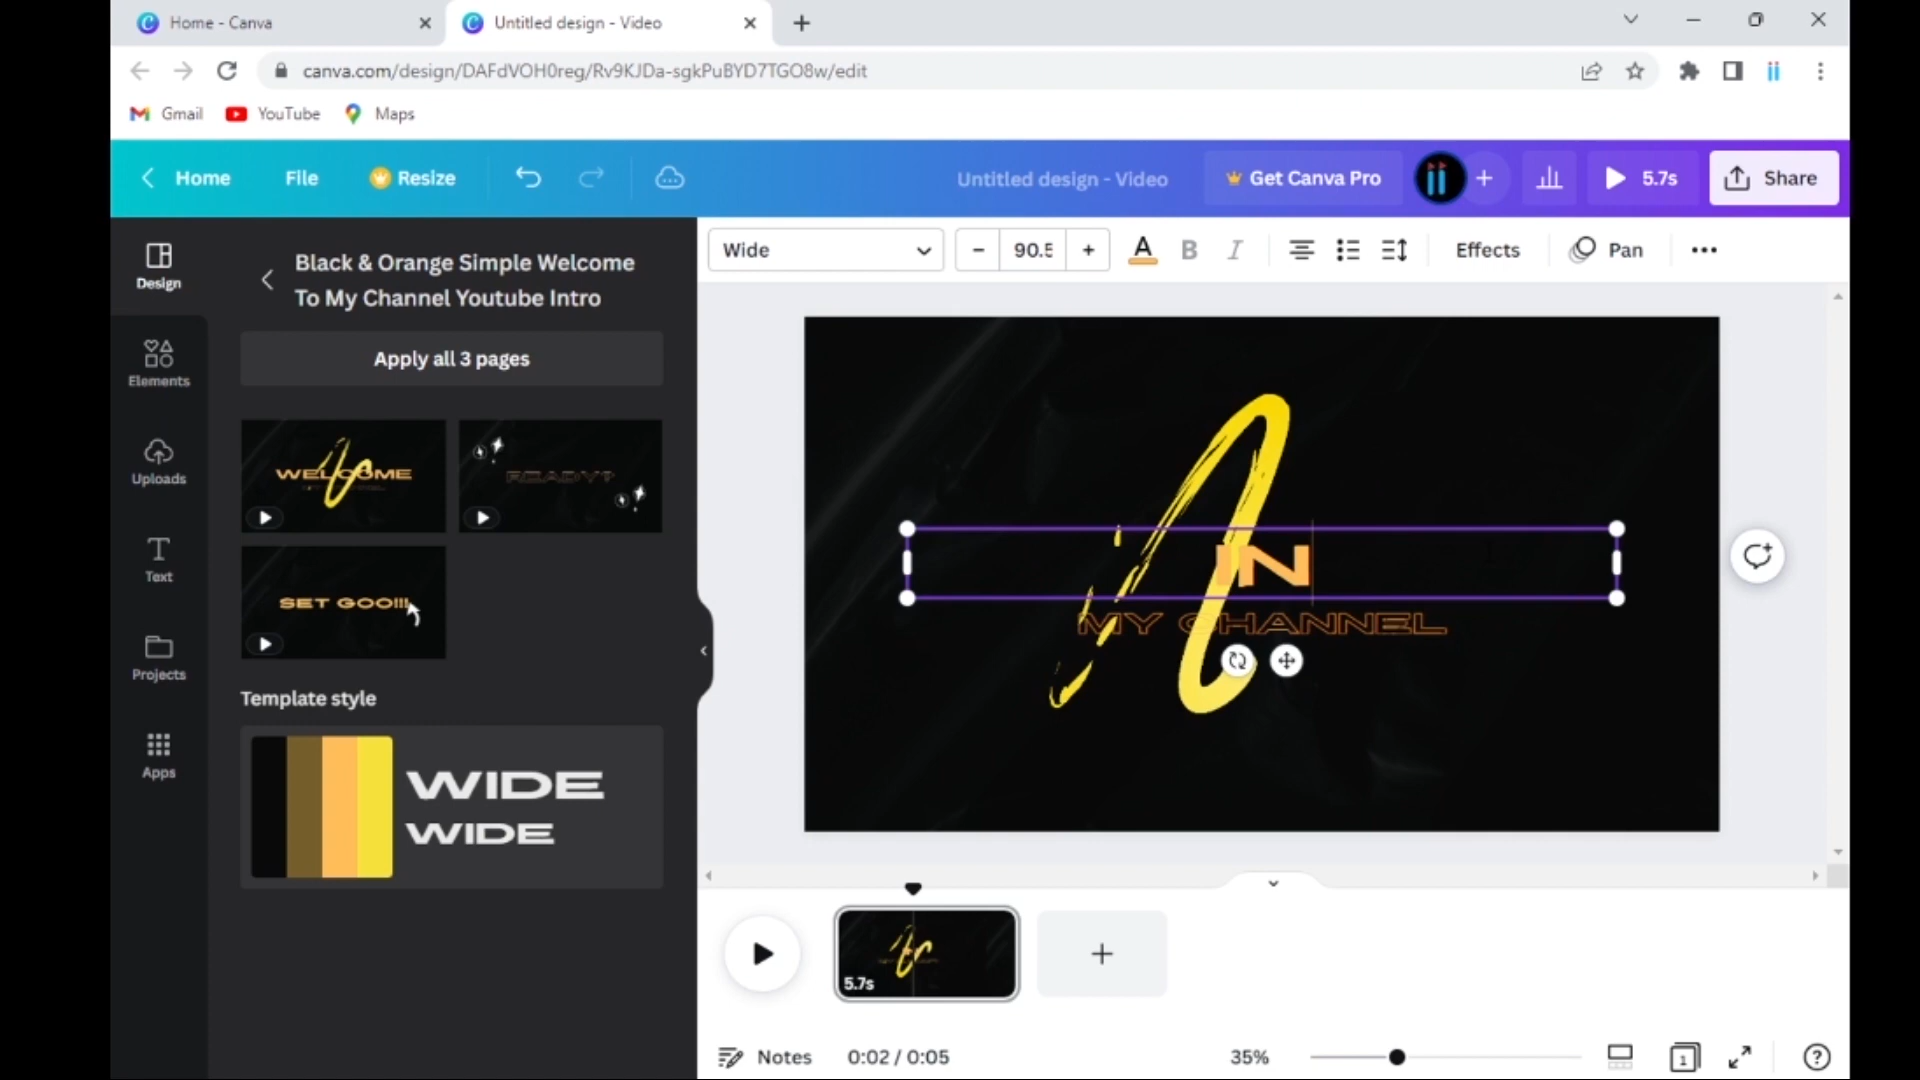 Home - Canva
Untitled design - Video
canva.com/design/DAFdVOH0reg/Rv9KJDa-sgkPuBYD7TGO8w/edit
Gmail YouTube Maps
Home File Resize Untitled design - Video Get Canva Pro 5.7s Share
Design
Elements
Uploads
Text
Projects
Apps
Black & Orange Simple Welcome
To My Channel Youtube Intro
Apply all 3 pages
WELCOME
READY?
SET GOO!!!
Template style
WIDE
WIDE
Wide 90.5 A B I Effects Pan
IN
MY CHANNEL
5.7s
Notes 0:02 / 0:05 35% 1